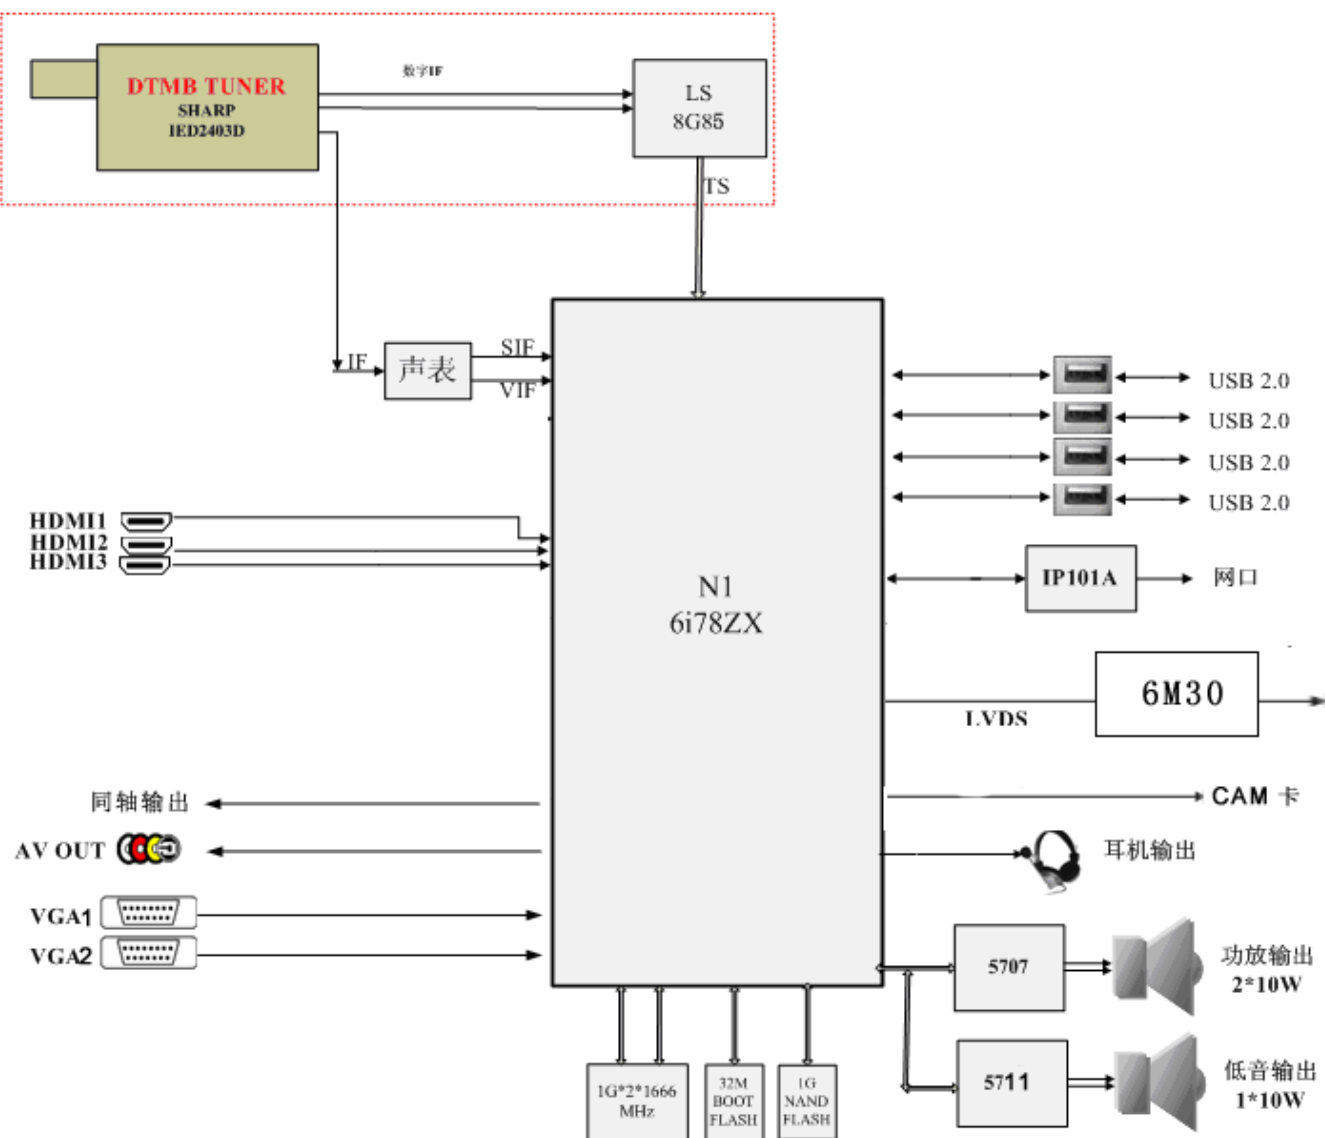 数字IF
DTMB TUNER
SHARP
IED2403D
LS
8G85
TS
IF
声表
SIF
VIF
USB 2.0
USB 2.0
USB 2.0
USB 2.0
HDMI1
HDMI2
HDMI3
N1
6i78ZX
IP101A
网口
6M30
LVDS
同轴输出
CAM 卡
AV OUT
耳机输出
VGA1
VGA2
5707
功放输出
2*10W
5711
低音输出
1*10W
1G*2*1666
MHz
32M
BOOT
FLASH
1G
NAND
FLASH